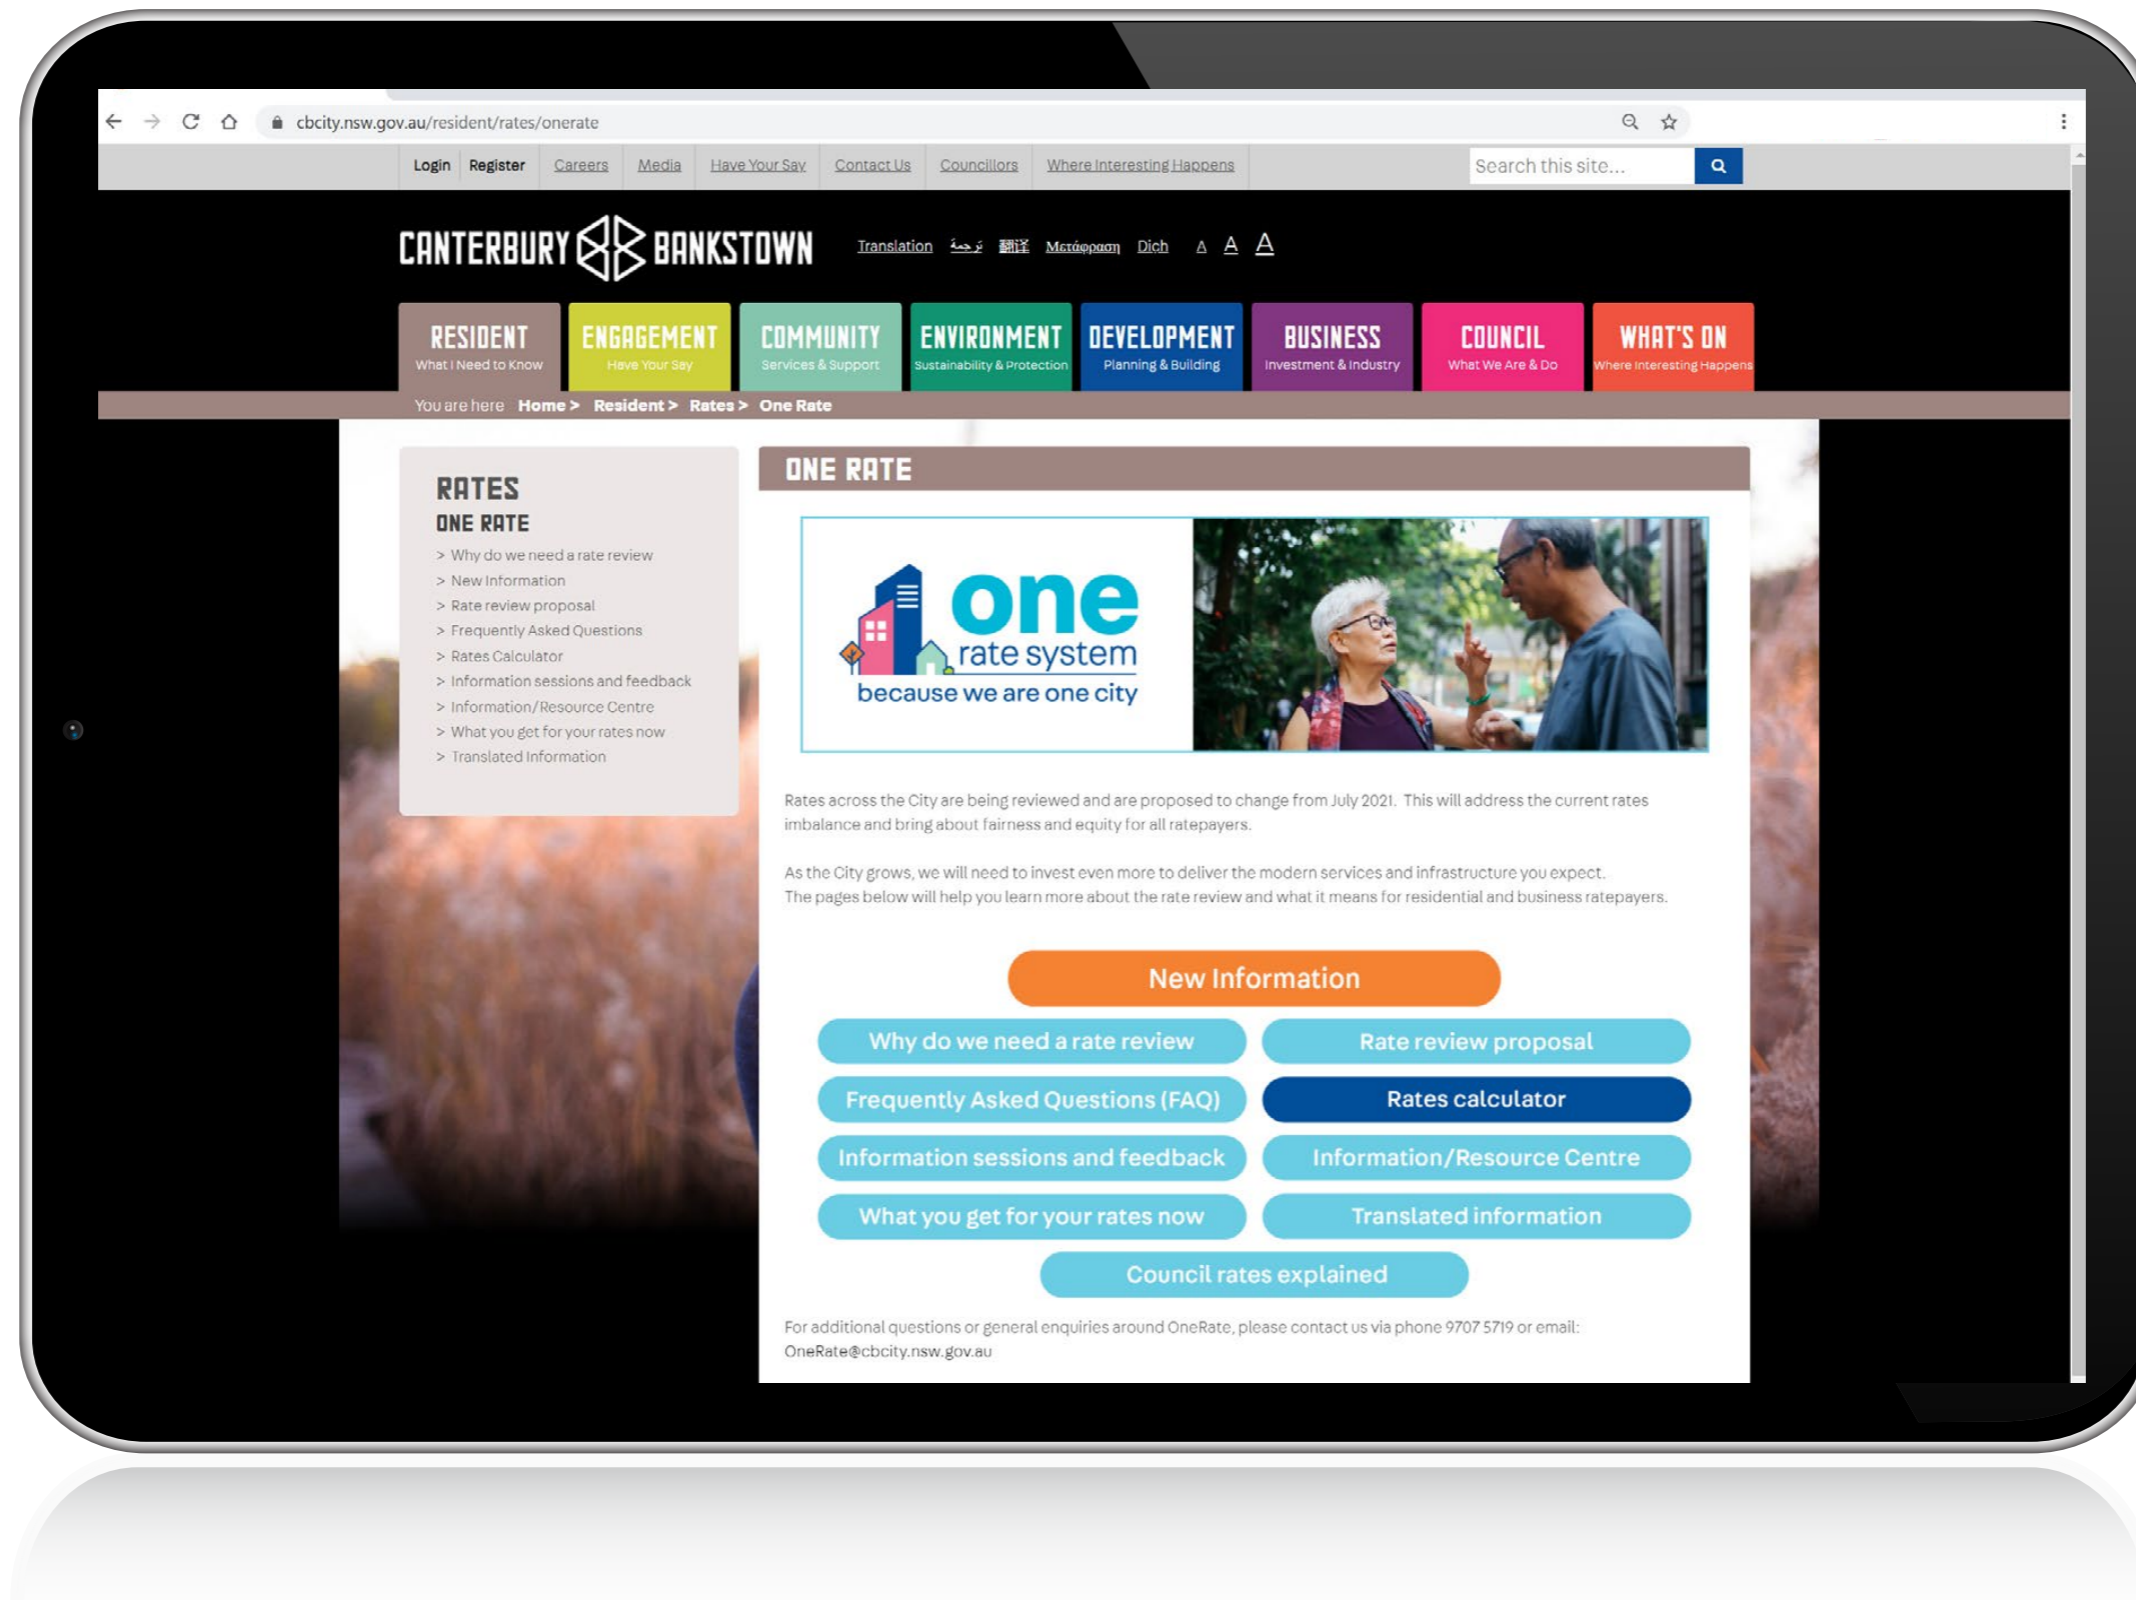 cbcity.nsw.gov.au/resident/rates/onerate
Login Register Careers Media Have Your Say Contact Us Councillors Where Interesting Happens
Search this site...
CANTERBURY BANKSTOWN
Translation ترجمة 翻译 Μετάφραση Dịch A A A
RESIDENT
What I Need to Know
ENGAGEMENT
Have Your Say
COMMUNITY
Services & Support
ENVIRONMENT
Sustainability & Protection
DEVELOPMENT
Planning & Building
BUSINESS
Investment & Industry
COUNCIL
What We Are & Do
WHAT'S ON
Where Interesting Happens
You are here Home > Resident > Rates > One Rate
RATES
ONE RATE
> Why do we need a rate review
> New Information
> Rate review proposal
> Frequently Asked Questions
> Rates Calculator
> Information sessions and feedback
> Information/Resource Centre
> What you get for your rates now
> Translated Information
ONE RATE
one
rate system
because we are one city
Rates across the City are being reviewed and are proposed to change from July 2021. This will address the current rates
imbalance and bring about fairness and equity for all ratepayers.
As the City grows, we will need to invest even more to deliver the modern services and infrastructure you expect.
The pages below will help you learn more about the rate review and what it means for residential and business ratepayers.
New Information
Why do we need a rate review
Rate review proposal
Frequently Asked Questions (FAQ)
Rates calculator
Information sessions and feedback
Information/Resource Centre
What you get for your rates now
Translated information
Council rates explained
For additional questions or general enquiries around OneRate, please contact us via phone 9707 5719 or email:
OneRate@cbcity.nsw.gov.au